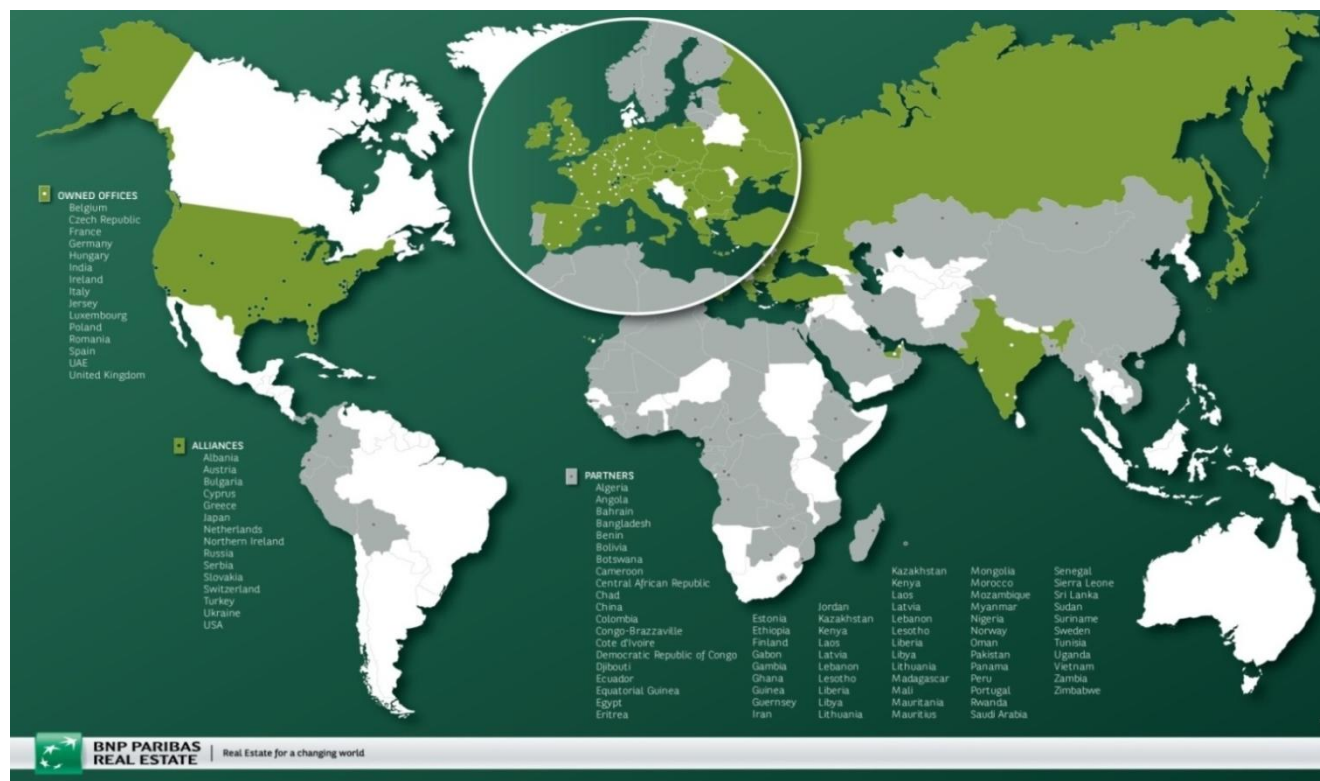 OWNED OFFICES
Belgium
Czech Republic
France
Germany
Hungary
India
Ireland
Italy
Jersey
Luxembourg
Poland
Romania
Spain
UAE
United Kingdom
ALLIANCES
Albania
Austria
Bulgaria
Cyprus
Greece
Japan
Netherlands
Northern Ireland
Russia
Serbia
Slovakia
Switzerland
Turkey
Ukraine
USA
PARTNERS
Algeria
Angola
Bahrain
Bangladesh
Benin
Bolivia
Botswana
Cameroon
Central African Republic
Chad
China
Colombia
Congo-Brazzaville
Cote d'Ivoire
Democratic Republic of Congo
Djibouti
Ecuador
Equatorial Guinea
Egypt
Eritrea
Estonia
Ethiopia
Finland
Gabon
Gambia
Ghana
Guinea
Guernsey
Iran
Jordan
Kazakhstan
Kenya
Laos
Latvia
Lebanon
Lesotho
Liberia
Libya
Lithuania
Kazakhstan
Kenya
Laos
Latvia
Lebanon
Lesotho
Liberia
Libya
Lithuania
Madagascar
Mali
Mauritania
Mauritius
Mongolia
Morocco
Mozambique
Myanmar
Nigeria
Norway
Oman
Pakistan
Panama
Peru
Portugal
Rwanda
Saudi Arabia
Senegal
Sierra Leone
Sri Lanka
Sudan
Suriname
Sweden
Tunisia
Uganda
Vietnam
Zambia
Zimbabwe
BNP PARIBAS
REAL ESTATE
Real Estate for a changing world